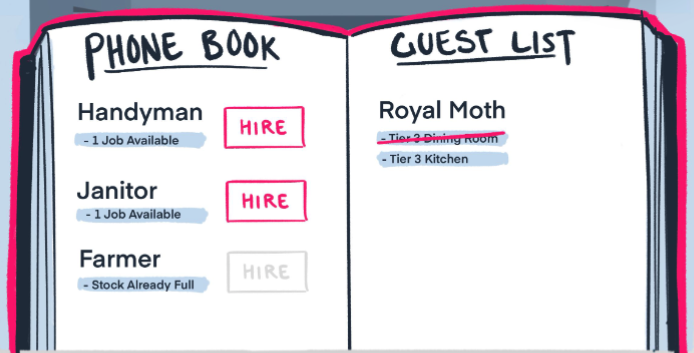 PHONE BOOK
Handyman
- 1 Job Available
HIRE
Janitor
- 1 Job Available
HIRE
Farmer
- Stock Already Full
HIRE
GUEST LIST
Royal Moth
- Tier 3 Dining Room
- Tier 3 Kitchen